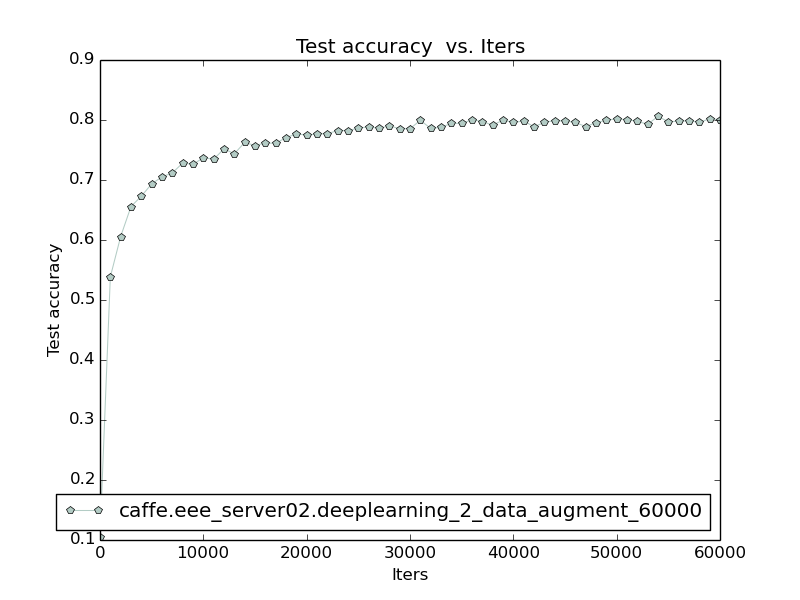 Test accuracy  vs. Iters
0.9
0.8
0.7
0.6
0.5
0.4
0.3
0.2
0.1
Test accuracy
caffe.eee_server02.deeplearning_2_data_augment_60000
0 10000 20000 30000 40000 50000 60000
Iters